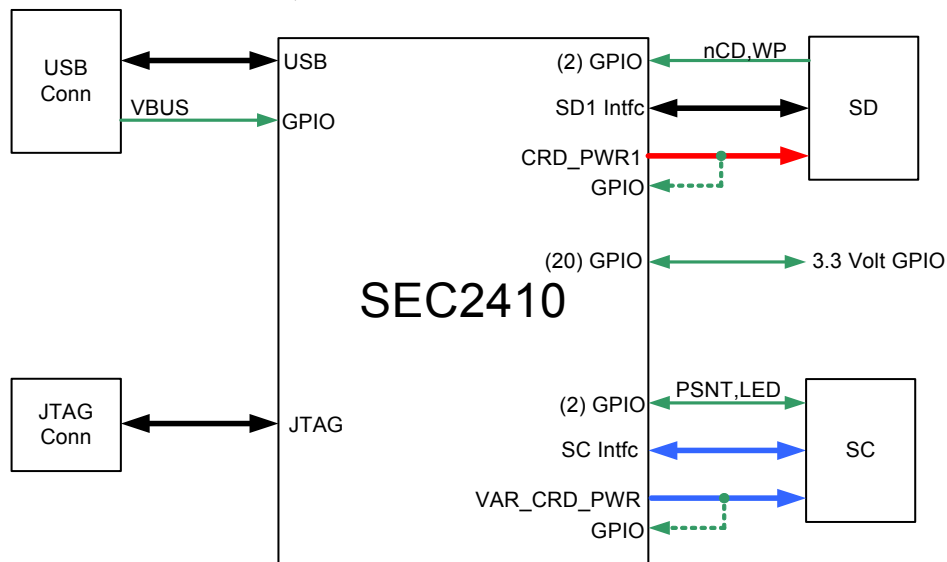 USB
Conn
VBUS
USB
GPIO
(2) GPIO
nCD,WP
SD1 Intfc
SD
CRD_PWR1
GPIO
(20) GPIO
3.3 Volt GPIO
SEC2410
JTAG
Conn
JTAG
(2) GPIO
PSNT,LED
SC Intfc
SC
VAR_CRD_PWR
GPIO